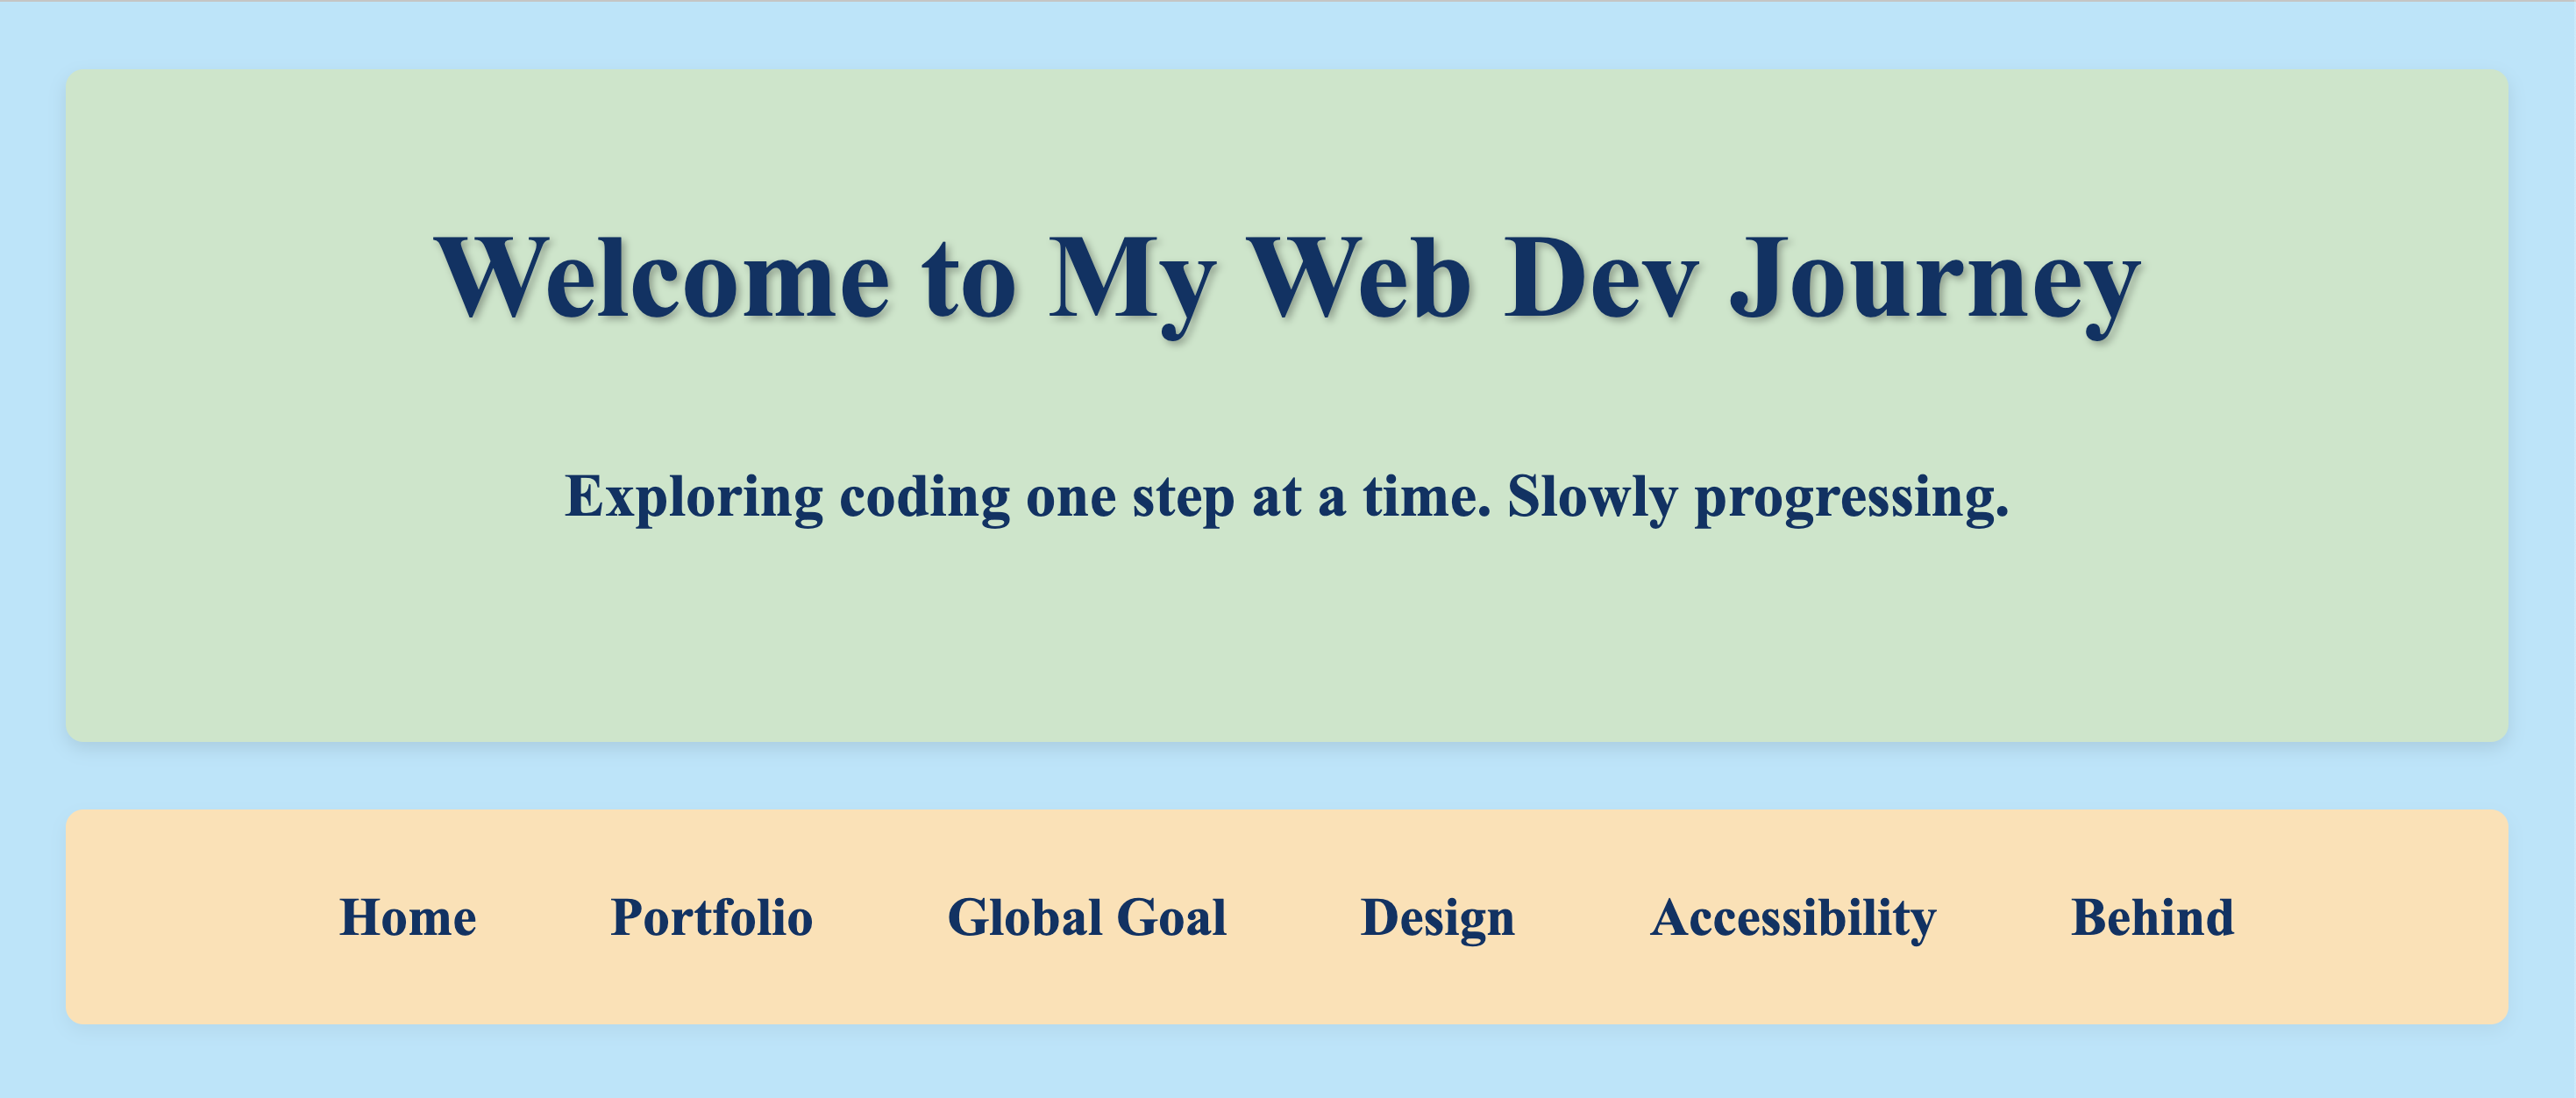 Welcome to My Web Dev Journey
Exploring coding one step at a time. Slowly progressing.
Home Portfolio Global Goal Design Accessibility Behind